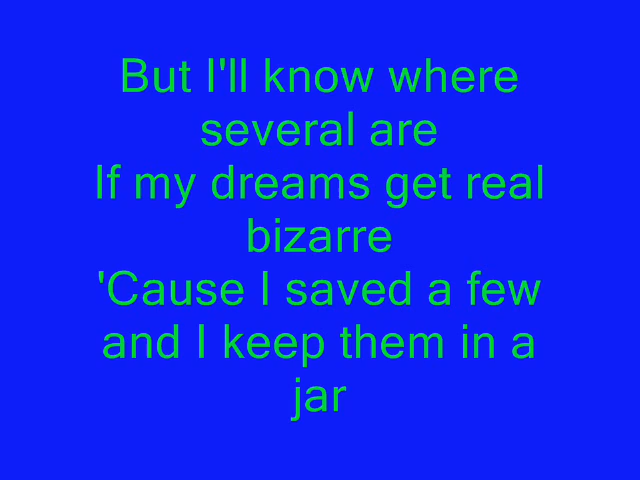 But I'll know where
several are
If my dreams get real
bizarre
'Cause I saved a few
and I keep them in a
jar